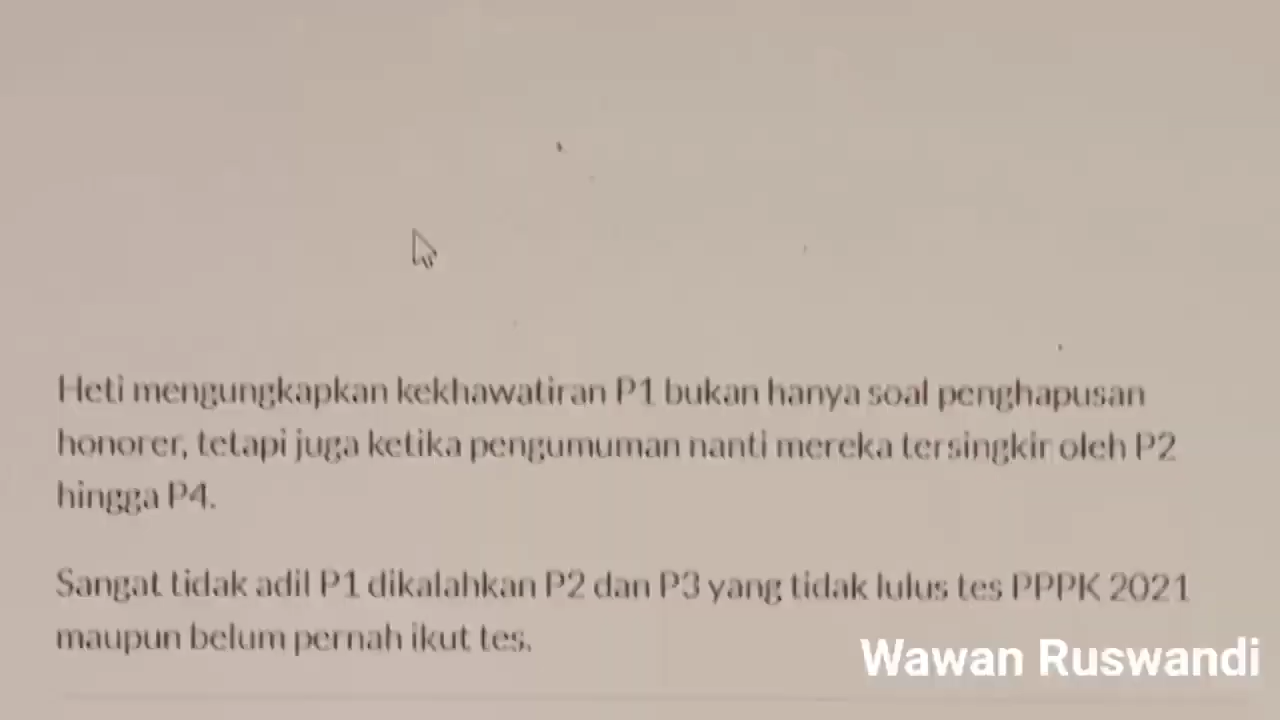 Heti mengungkapkan kekhawatiran P1 bukan hanya soal penghapusan
honorer, tetapi juga ketika pengumuman nanti mereka tersingkir oleh P2
hingga P4.
Sangat tidak adil P1 dikalahkan P2 dan P3 yang tidak lulus tes PPPK 2021
maupun belum pernah ikut tes.
Wawan Ruswandi